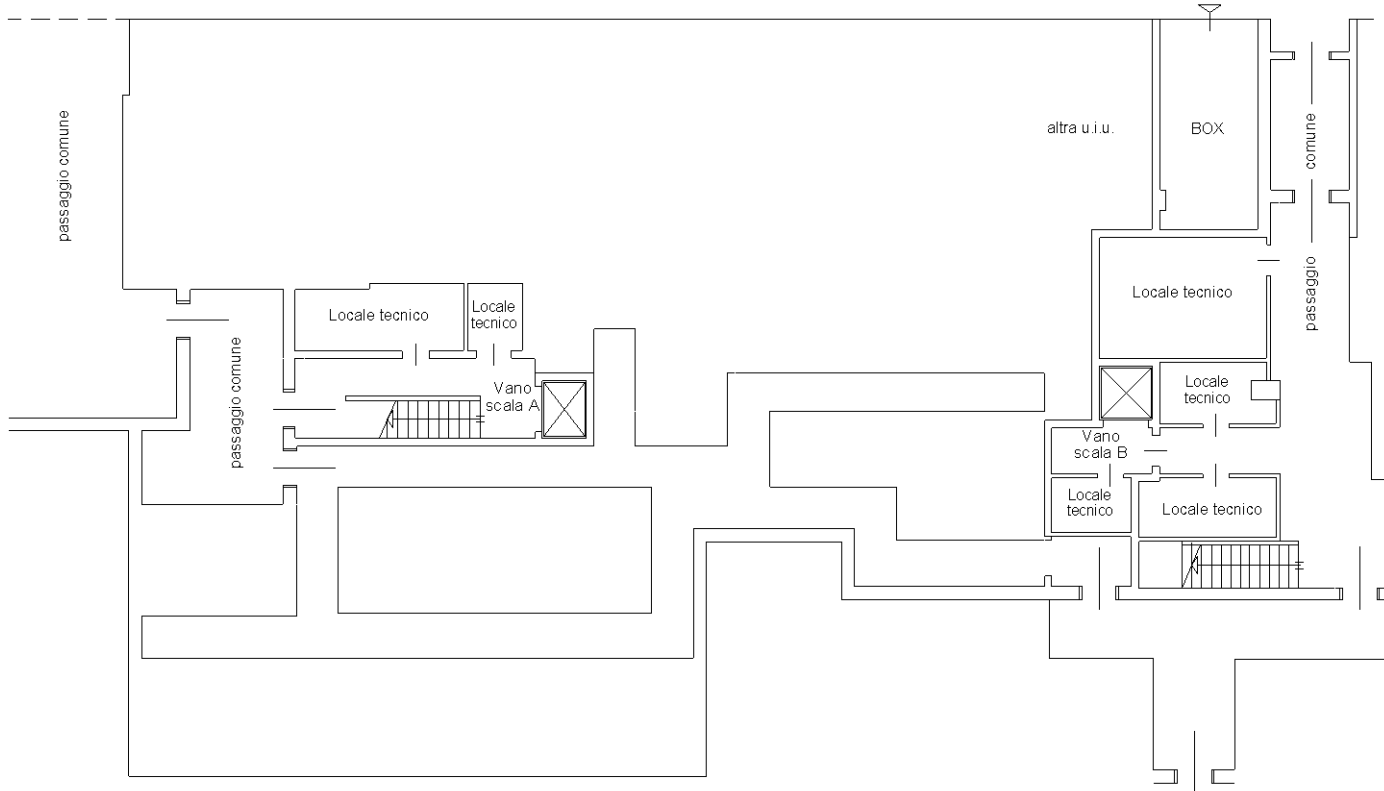 passaggio comune
altra u.i.u.
BOX
passaggio comune
Locale tecnico
Locale tecnico
Locale
tecnico
passaggio comune
Vano
scala A
Locale
tecnico
Vano
scala B
Locale
tecnico
Locale tecnico